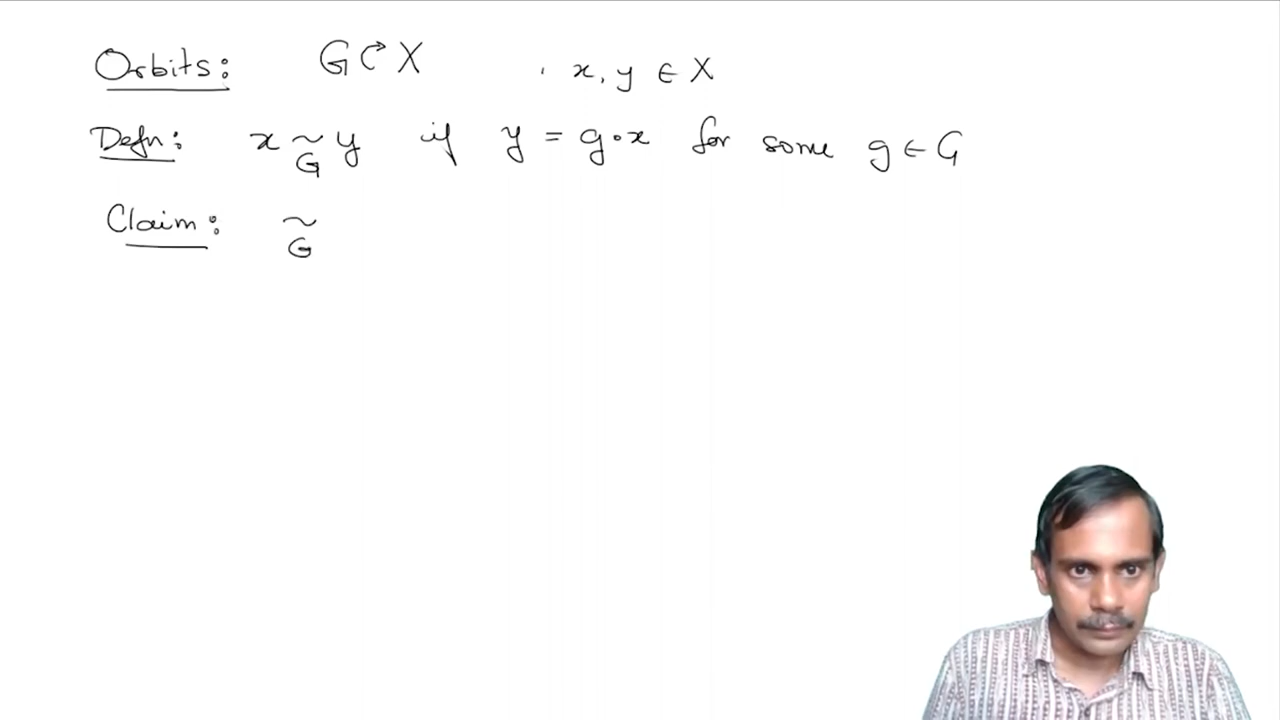 Orbits: G ↻ X x, y ∈ X
Defn: x ~_G y if y = g·x for some g ∈ G
Claim: ~_G